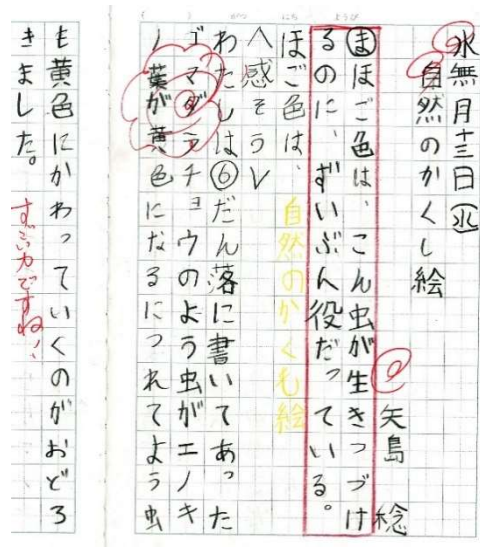 水無月十三日(水)
自然のかくし絵
矢島 稔
まほご色は、こん虫が生きつづけ
るのに、ずいぶん役だっている。
ほご色は、自然のかくし絵
〈感そう〉
わたしは⑥だん落に書いてあった
ゴマダラチョウのよう虫がエノキ
ノ葉が黄色になるにつれてよう虫
も黄色にかわっていくのがおどろ
きました。
すごい力ですね!